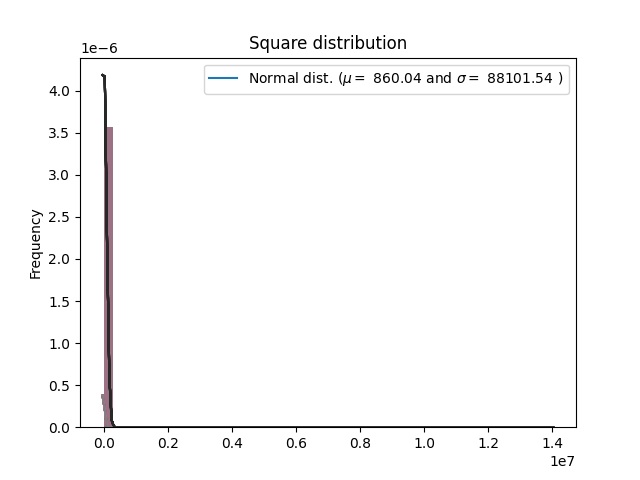 Square distribution
1e−6
Normal dist. (μ = 860.04 and σ = 88101.54 )
4.0
3.5
3.0
2.5
2.0
1.5
1.0
0.5
0.0
Frequency
0.0 0.2 0.4 0.6 0.8 1.0 1.2 1.4
1e7